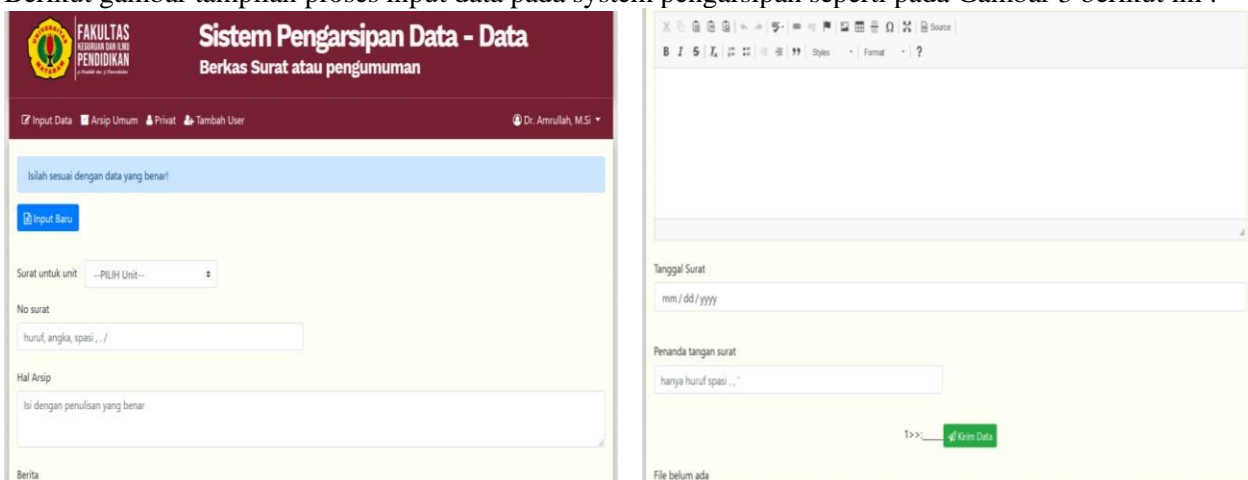 Berikut gambar tampilan proses input data pada system pengarsipan seperti pada Gambar 3 berikut ini :
FAKULTAS
KEGURUAN DAN ILMU
PENDIDIKAN
Sistem Pengarsipan Data - Data
Berkas Surat atau pengumuman
Input Data Arsip Umum Privat Tambah User
Dr. Amrullah, M.Si
Isilah sesuai dengan data yang benar!
Input Baru
Surat untuk unit --PILIH Unit--
No surat
huruf, angka, spasi , . /
Hal Arsip
Isi dengan penulisan yang benar
Berita
Source
B I S Ix Styles Format ?
Tanggal Surat
mm/dd/yyyy
Penanda tangan surat
hanya huruf spasi . , '
1>>:____ Kirim Data
File belum ada